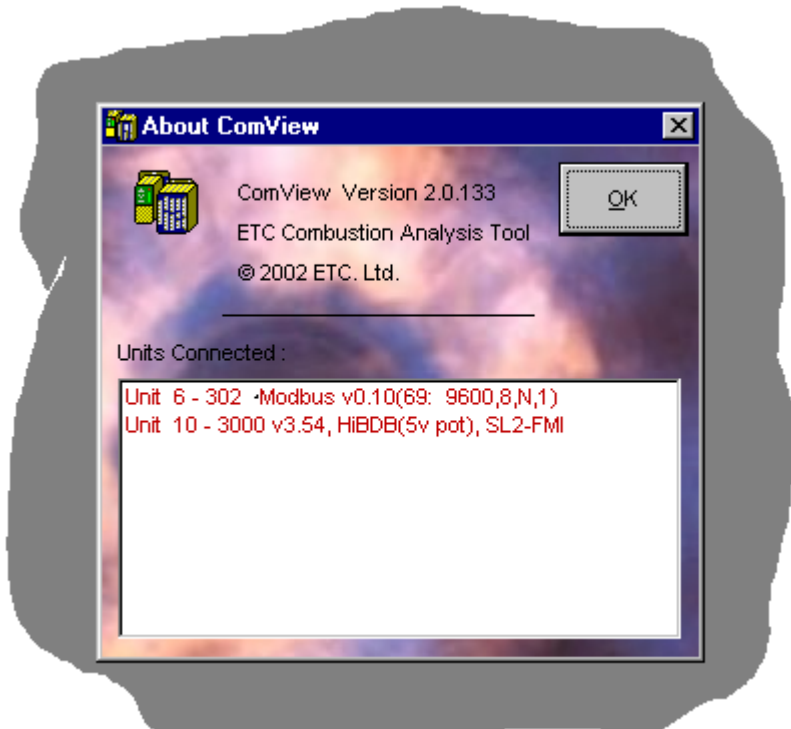 About ComView
ComView Version 2.0.133
OK
ETC Combustion Analysis Tool
© 2002 ETC. Ltd.
Units Connected :
Unit 6 - 302 Modbus v0.10(69: 9600,8,N,1)
Unit 10 - 3000 v3.54, HiBDB(5v pot), SL2-FMI